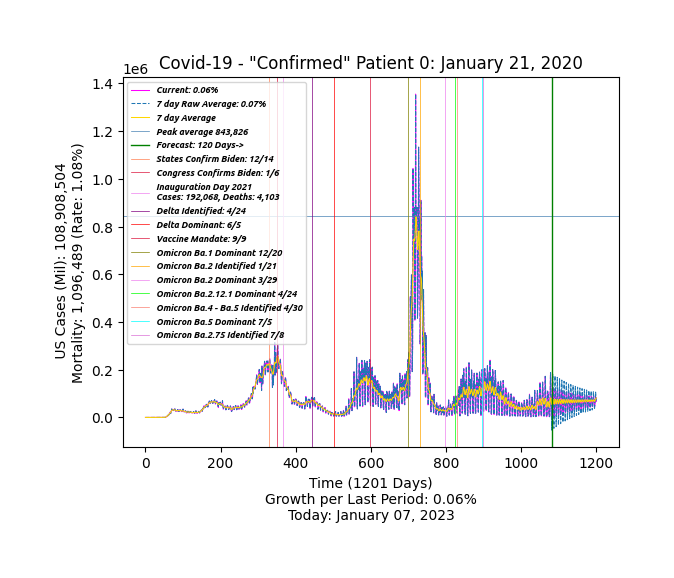 Covid-19 - "Confirmed" Patient 0: January 21, 2020
1e6
1.4
1.2
1.0
0.8
0.6
0.4
0.2
0.0
US Cases (Mil): 108,908,504
Mortality: 1,096,489 (Rate: 1.08%)
Current: 0.06%
7 day Raw Average: 0.07%
7 day Average
Peak average 843,826
Forecast: 120 Days->
States Confirm Biden: 12/14
Congress Confirms Biden: 1/6
Inauguration Day 2021
Cases: 192,068, Deaths: 4,103
Delta Identified: 4/24
Delta Dominant: 6/5
Vaccine Mandate: 9/9
Omicron Ba.1 Dominant 12/20
Omicron Ba.2 Identified 1/21
Omicron Ba.2 Dominant 3/29
Omicron Ba.2.12.1 Dominant 4/24
Omicron Ba.4 - Ba.5 Identified 4/30
Omicron Ba.5 Dominant 7/5
Omicron Ba.2.75 Identified 7/8
0 200 400 600 800 1000 1200
Time (1201 Days)
Growth per Last Period: 0.06%
Today: January 07, 2023